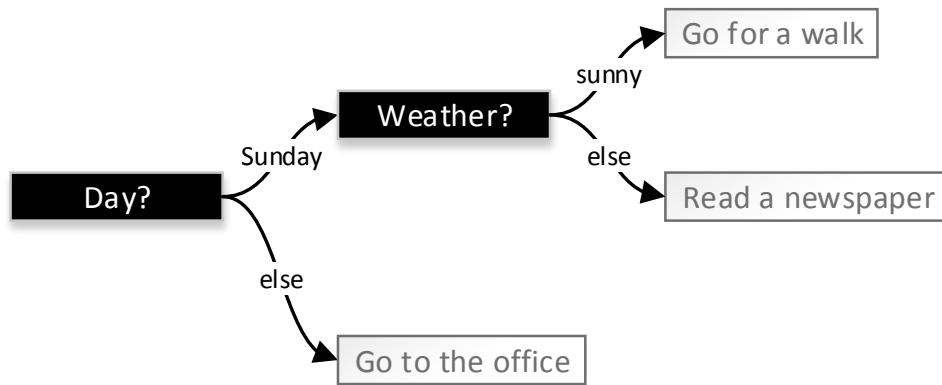 Go for a walk
sunny
Weather?
Sunday
else
Day?
Read a newspaper
else
Go to the office